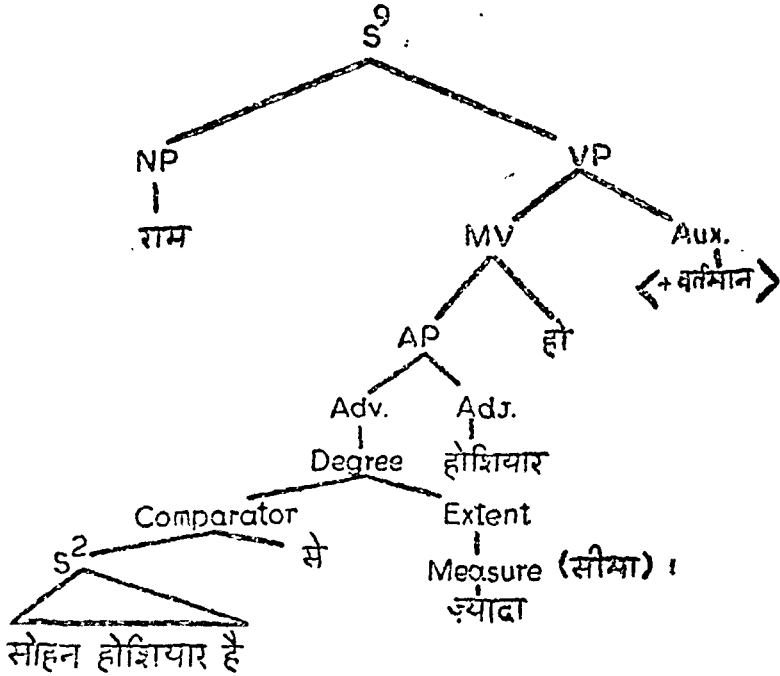 S⁹
NP VP
राम MV Aux.
<+वर्तमान>
AP हो
Adv. Adj.
Degree होशियार
Comparator Extent
S² से Measure (सीमा) :
ज़्यादा
सोहन होशियार है